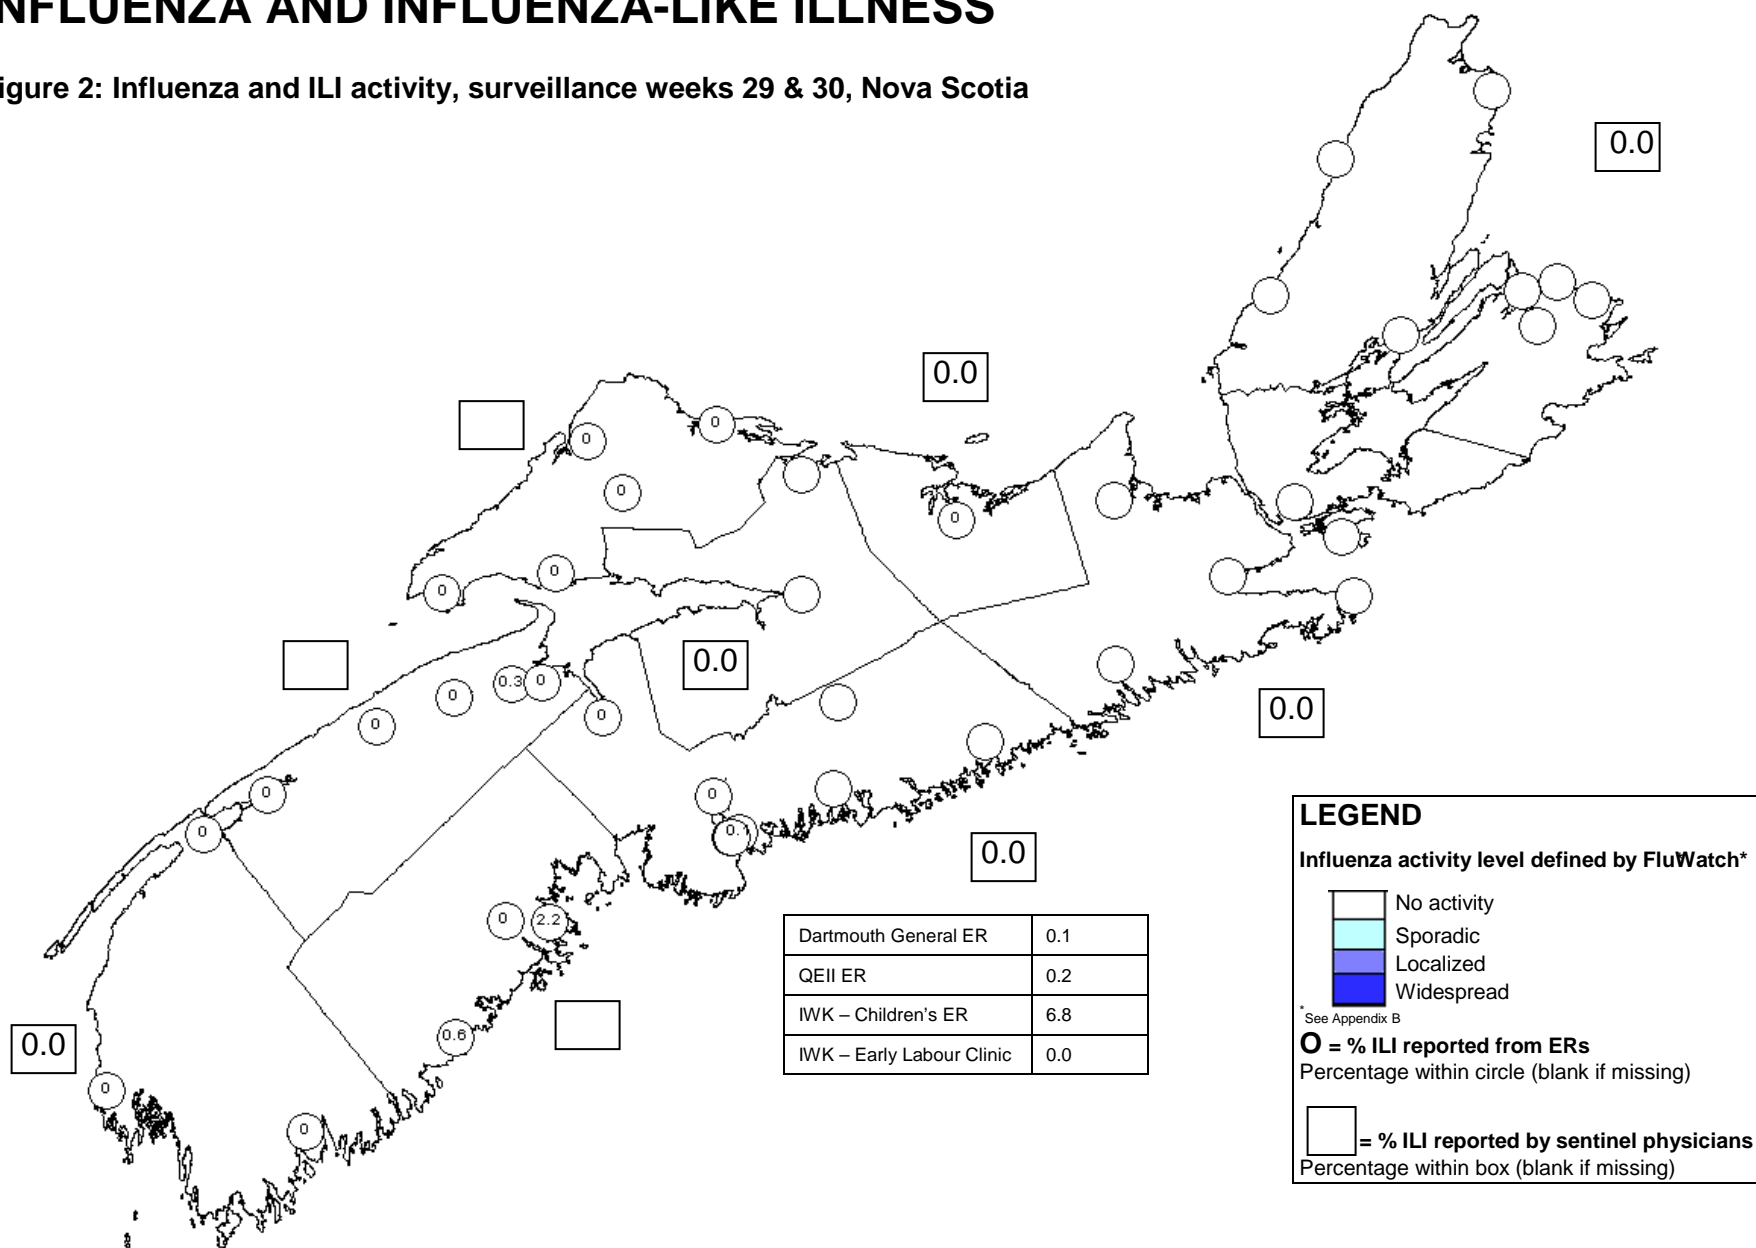 NFLUENZA AND INFLUENZA-LIKE ILLNESS
igure 2: Influenza and ILI activity, surveillance weeks 29 & 30, Nova Scotia
0.0
0.0
0
0
0
0
0
0
0.0
0.3
0
0
0
0
0.0
0
0
0
0.1
0
0.0
0
2.2
0.6
0.0
0
0
Dartmouth General ER 0.1
QEII ER 0.2
IWK – Children's ER 6.8
IWK – Early Labour Clinic 0.0
LEGEND
Influenza activity level defined by FluWatch*
No activity
Sporadic
Localized
Widespread
* See Appendix B
O = % ILI reported from ERs
Percentage within circle (blank if missing)
= % ILI reported by sentinel physicians
Percentage within box (blank if missing)